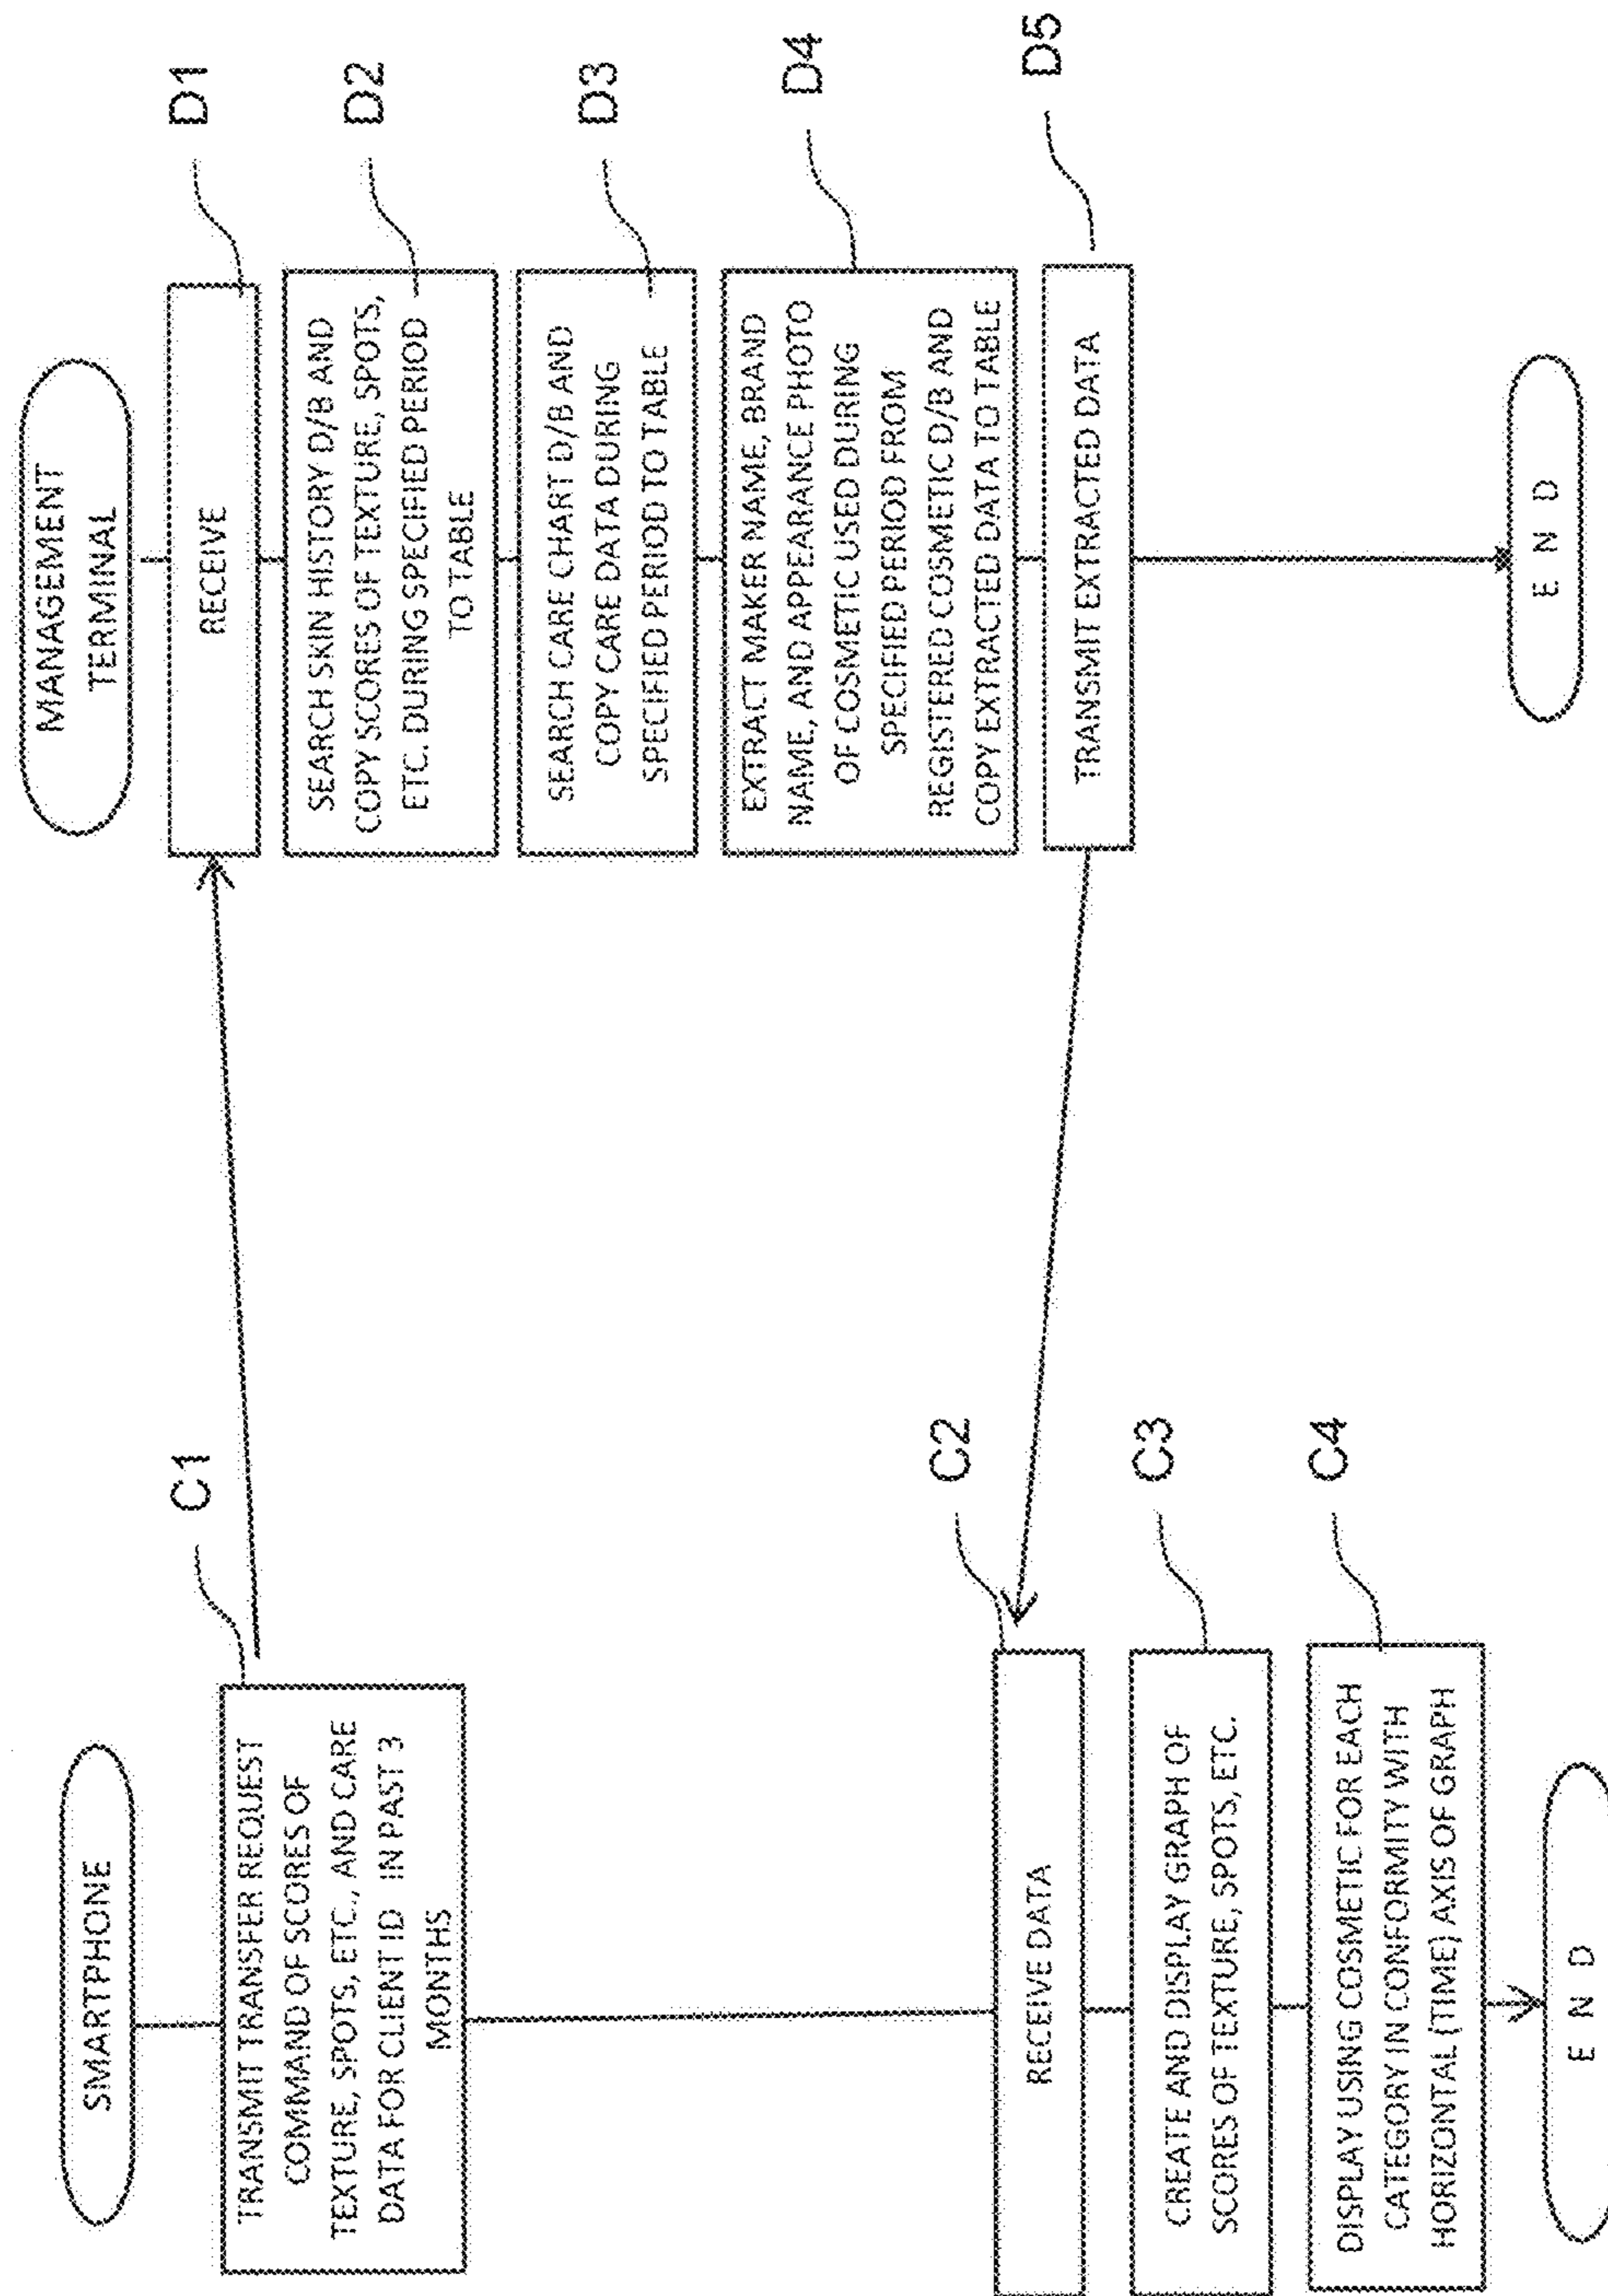 SMARTPHONE
C1
TRANSMIT TRANSFER REQUEST
COMMAND OF SCORES OF
TEXTURE, SPOTS, ETC., AND CARE
DATA FOR CLIENT ID IN PAST 3
MONTHS
C2
RECEIVE DATA
C3
CREATE AND DISPLAY GRAPH OF
SCORES OF TEXTURE, SPOTS, ETC.
C4
DISPLAY USING COSMETIC FOR EACH
CATEGORY IN CONFORMITY WITH
HORIZONTAL (TIME) AXIS OF GRAPH
E N D
MANAGEMENT
TERMINAL
D1
RECEIVE
D2
SEARCH SKIN HISTORY D/B AND
COPY SCORES OF TEXTURE, SPOTS,
ETC. DURING SPECIFIED PERIOD
TO TABLE
D3
SEARCH CARE CHART D/B AND
COPY CARE DATA DURING
SPECIFIED PERIOD TO TABLE
D4
EXTRACT MAKER NAME, BRAND
NAME, AND APPEARANCE PHOTO
OF COSMETIC USED DURING
SPECIFIED PERIOD FROM
REGISTERED COSMETIC D/B AND
COPY EXTRACTED DATA TO TABLE
D5
TRANSMIT EXTRACTED DATA
E N D